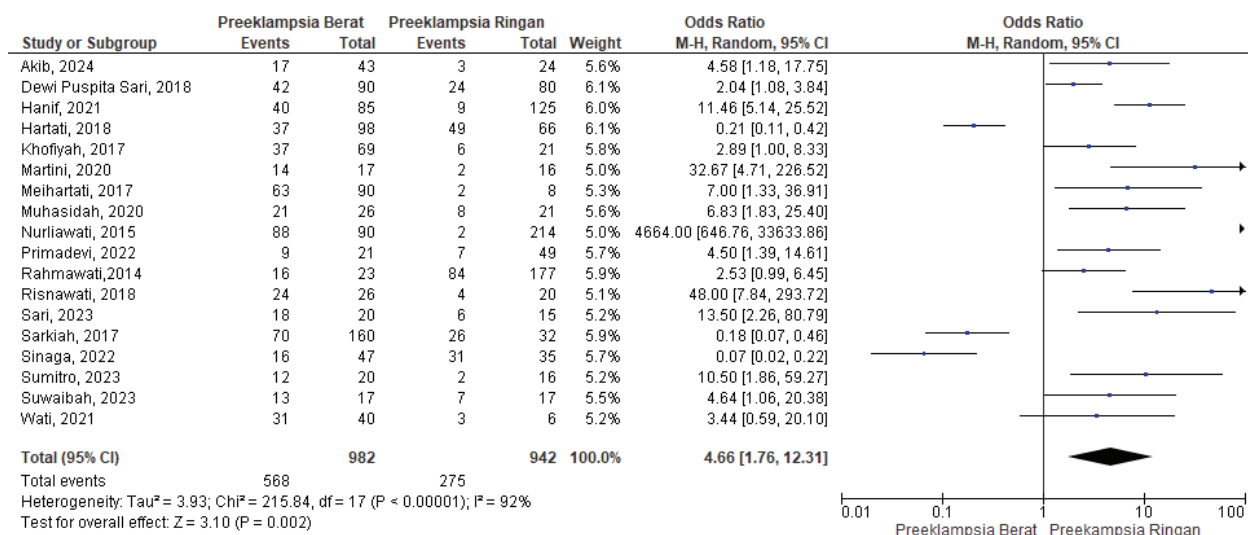 Preeklampsia Berat Preeklampsia Ringan Odds Ratio Odds Ratio
Study or Subgroup Events Total Events Total Weight M-H, Random, 95% CI M-H, Random, 95% CI
Akib, 2024 17 43 3 24 5.6% 4.58 [1.18, 17.75]
Dewi Puspita Sari, 2018 42 90 24 80 6.1% 2.04 [1.08, 3.84]
Hanif, 2021 40 85 9 125 6.0% 11.46 [5.14, 25.52]
Hartati, 2018 37 98 49 66 6.1% 0.21 [0.11, 0.42]
Khofiyah, 2017 37 69 6 21 5.8% 2.89 [1.00, 8.33]
Martini, 2020 14 17 2 16 5.0% 32.67 [4.71, 226.52]
Meihartati, 2017 63 90 2 8 5.3% 7.00 [1.33, 36.91]
Muhasidah, 2020 21 26 8 21 5.6% 6.83 [1.83, 25.40]
Nurliawati, 2015 88 90 2 214 5.0% 4664.00 [646.76, 33633.86]
Primadevi, 2022 9 21 7 49 5.7% 4.50 [1.39, 14.61]
Rahmawati,2014 16 23 84 177 5.9% 2.53 [0.99, 6.45]
Risnawati, 2018 24 26 4 20 5.1% 48.00 [7.84, 293.72]
Sari, 2023 18 20 6 15 5.2% 13.50 [2.26, 80.79]
Sarkiah, 2017 70 160 26 32 5.9% 0.18 [0.07, 0.46]
Sinaga, 2022 16 47 31 35 5.7% 0.07 [0.02, 0.22]
Sumitro, 2023 12 20 2 16 5.2% 10.50 [1.86, 59.27]
Suwaibah, 2023 13 17 7 17 5.5% 4.64 [1.06, 20.38]
Wati, 2021 31 40 3 6 5.2% 3.44 [0.59, 20.10]
Total (95% CI) 982 942 100.0% 4.66 [1.76, 12.31]
Total events 568 275
Heterogeneity: Tau² = 3.93; Chi² = 215.84, df = 17 (P < 0.00001); I² = 92%
Test for overall effect: Z = 3.10 (P = 0.002)
0.01 0.1 1 10 100
Preeklampsia Berat Preekampsia Ringan